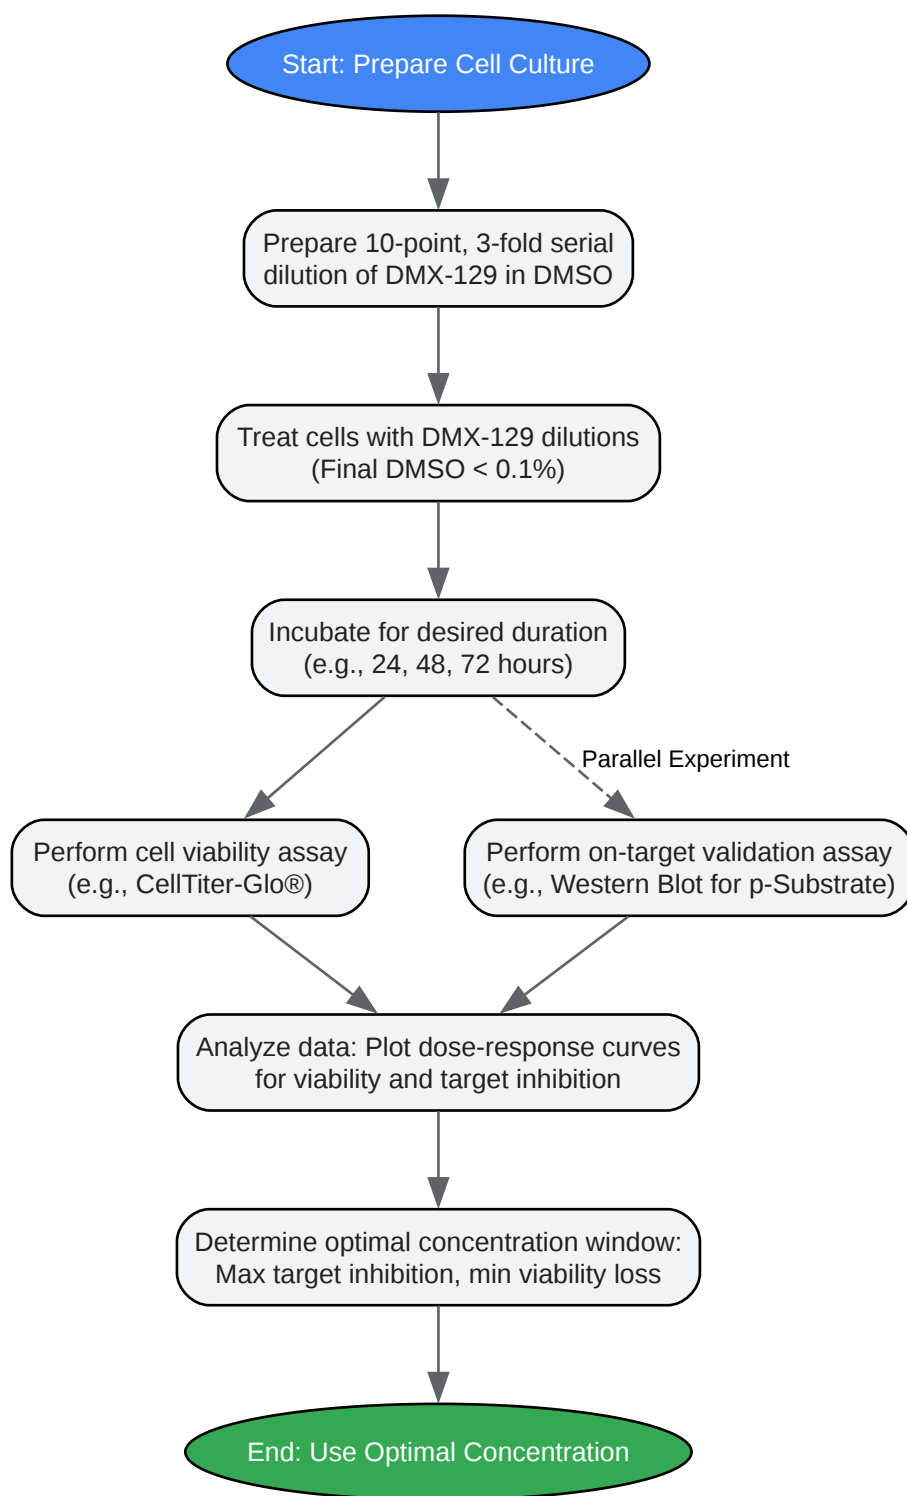 Start: Prepare Cell Culture
Prepare 10-point, 3-fold serial
dilution of DMX-129 in DMSO
Treat cells with DMX-129 dilutions
(Final DMSO < 0.1%)
Incubate for desired duration
(e.g., 24, 48, 72 hours)
Parallel Experiment
Perform cell viability assay
(e.g., CellTiter-Glo®)
Perform on-target validation assay
(e.g., Western Blot for p-Substrate)
Analyze data: Plot dose-response curves
for viability and target inhibition
Determine optimal concentration window:
Max target inhibition, min viability loss
End: Use Optimal Concentration